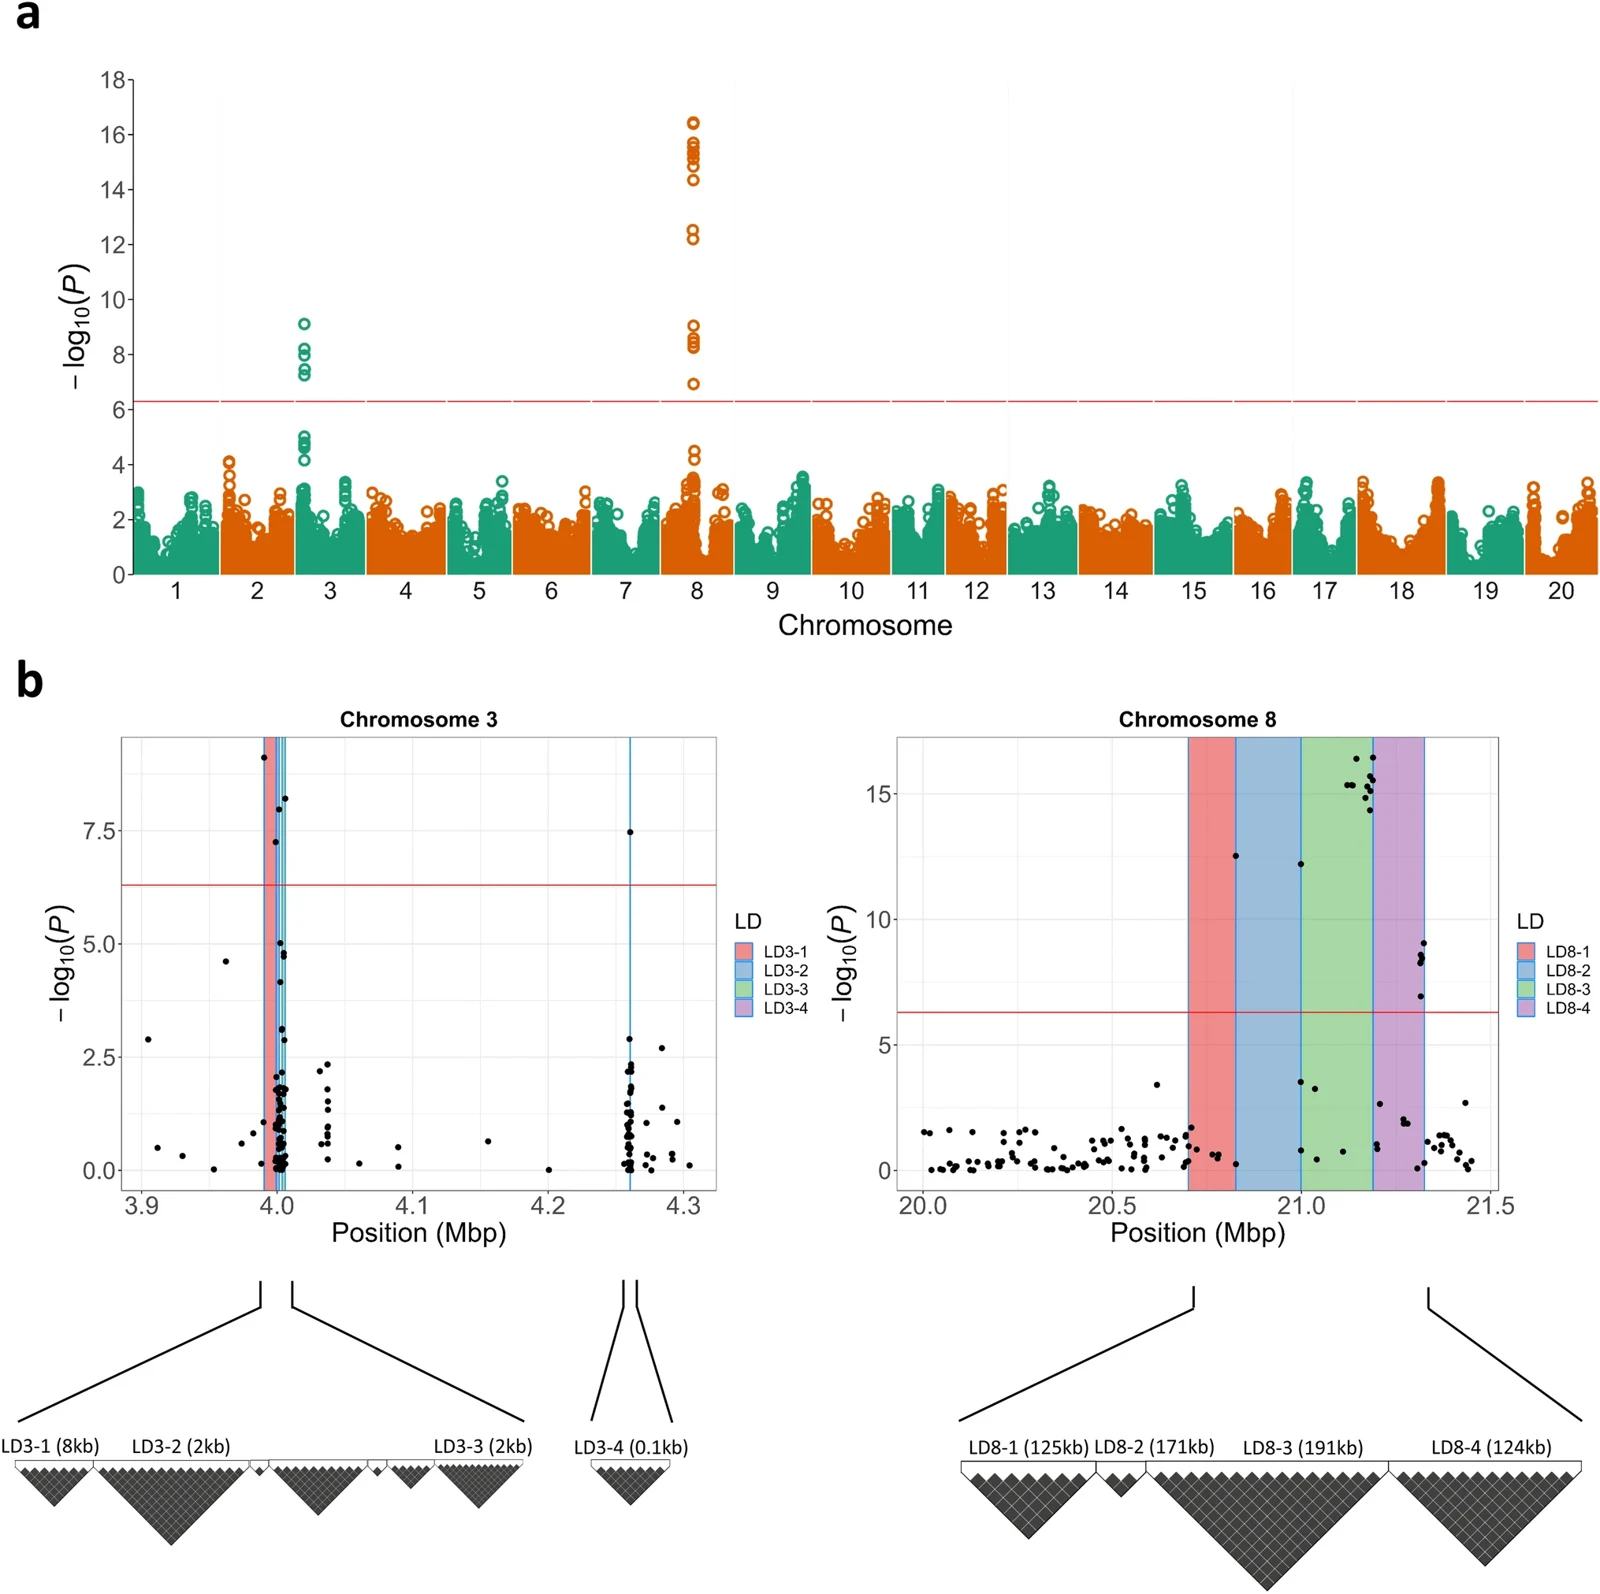 a
18
16
14
12
10
8
6
4
2
0
− log10(P)
1 2 3 4 5 6 7 8 9 10 11 12 13 14 15 16 17 18 19 20
Chromosome
b
Chromosome 3
7.5
5.0
2.5
0.0
− log10(P)
3.9 4.0 4.1 4.2 4.3
Position (Mbp)
LD
LD3-1
LD3-2
LD3-3
LD3-4
Chromosome 8
15
10
5
0
− log10(P)
20.0 20.5 21.0 21.5
Position (Mbp)
LD
LD8-1
LD8-2
LD8-3
LD8-4
LD3-1 (8kb) LD3-2 (2kb) LD3-3 (2kb) LD3-4 (0.1kb)
LD8-1 (125kb) LD8-2 (171kb) LD8-3 (191kb) LD8-4 (124kb)